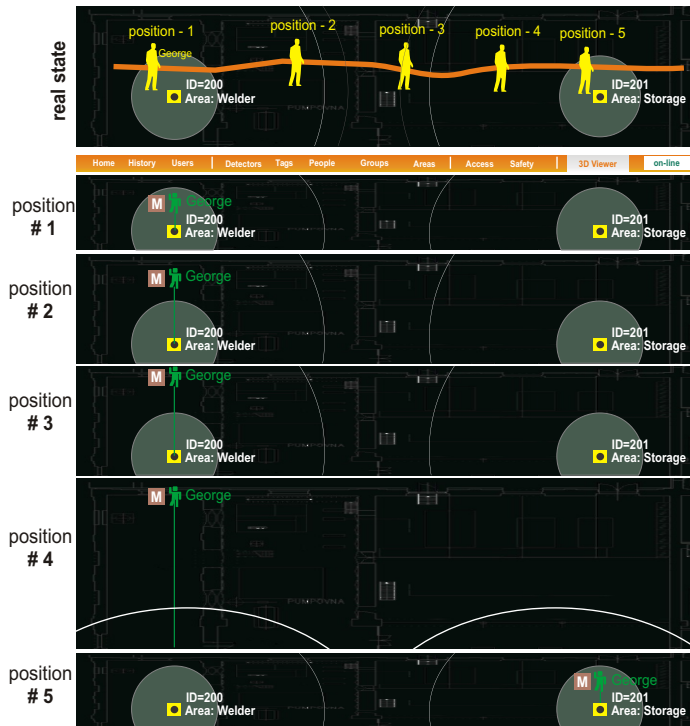 real state
position - 1
position - 2
position - 3
position - 4
position - 5
George
ID=200
Area: Welder
ID=201
Area: Storage
Home History Users Detectors Tags People Groups Areas Access Safety 3D Viewer on-line
position
# 1
M George
ID=200
Area: Welder
ID=201
Area: Storage
position
# 2
M George
ID=200
Area: Welder
PUMPOVNA
ID=201
Area: Storage
position
# 3
M George
ID=200
Area: Welder
PUMPOVNA
ID=201
Area: Storage
position
# 4
M George
PUMPOVNA
position
# 5
ID=200
Area: Welder
M George
ID=201
Area: Storage